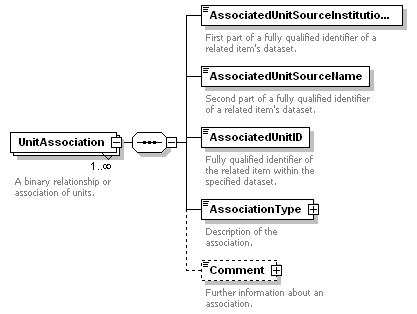 AssociatedUnitSourceInstitutio...
First part of a fully qualified identifier of a
related item's dataset.
AssociatedUnitSourceName
Second part of a fully qualified identifier
of a related item's dataset.
UnitAssociation
1..∞
A binary relationship or
association of units.
AssociatedUnitID
Fully qualified identifier of
the related item within the
specified dataset.
AssociationType
Description of the
association.
Comment
Further information about an
association.